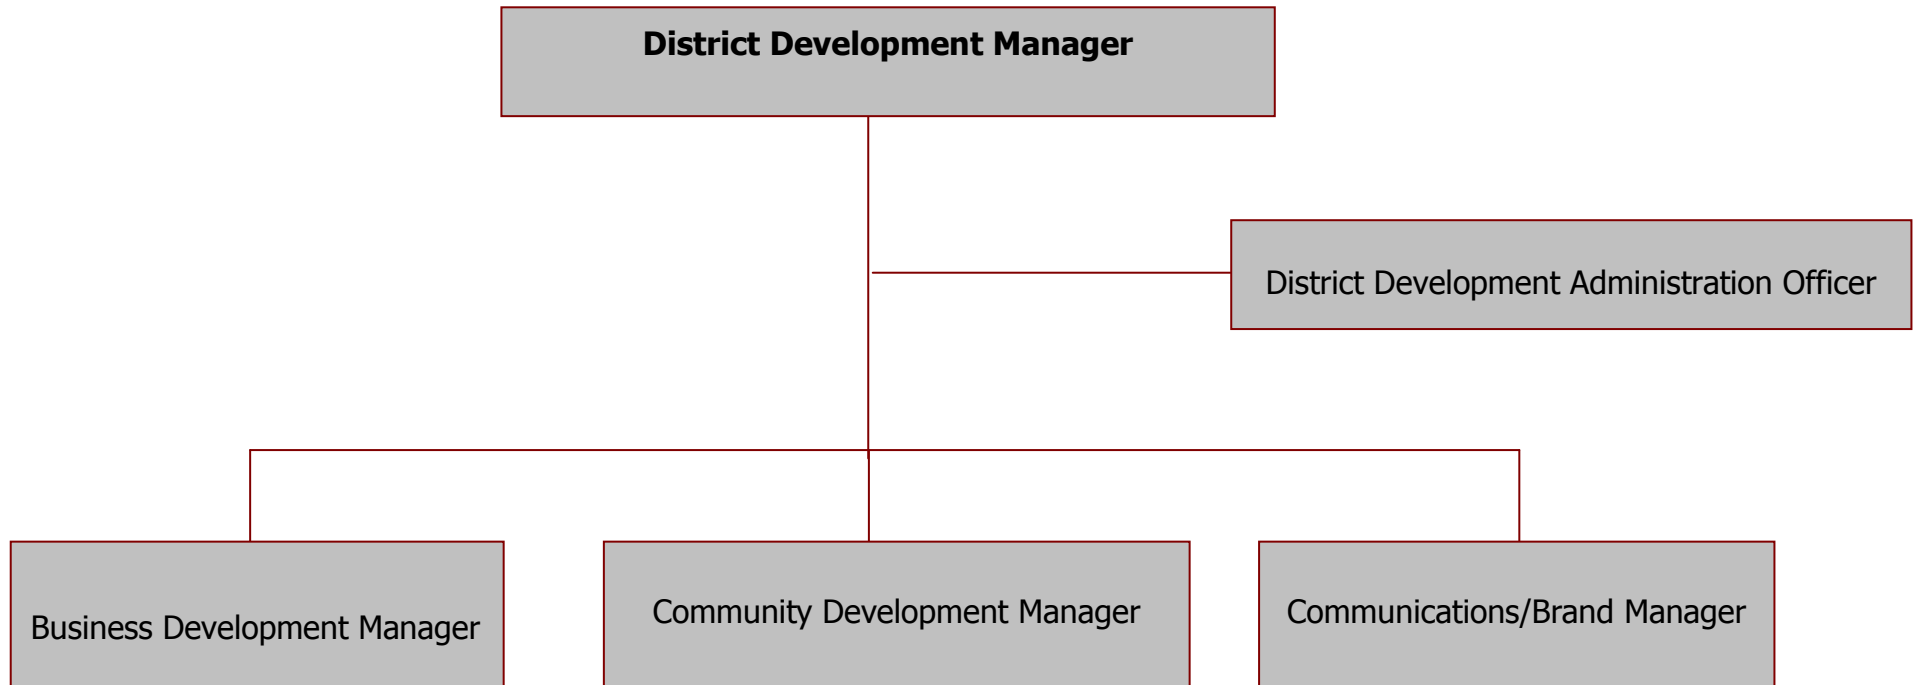 District Development Manager
District Development Administration Officer
Business Development Manager
Community Development Manager
Communications/Brand Manager